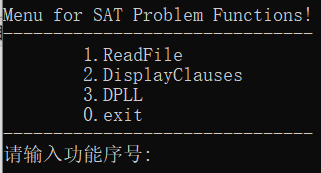 Menu for SAT Problem Functions!
-------------------------------
1.ReadFile
2.DisplayClauses
3.DPLL
0.exit
-------------------------------
请输入功能序号: